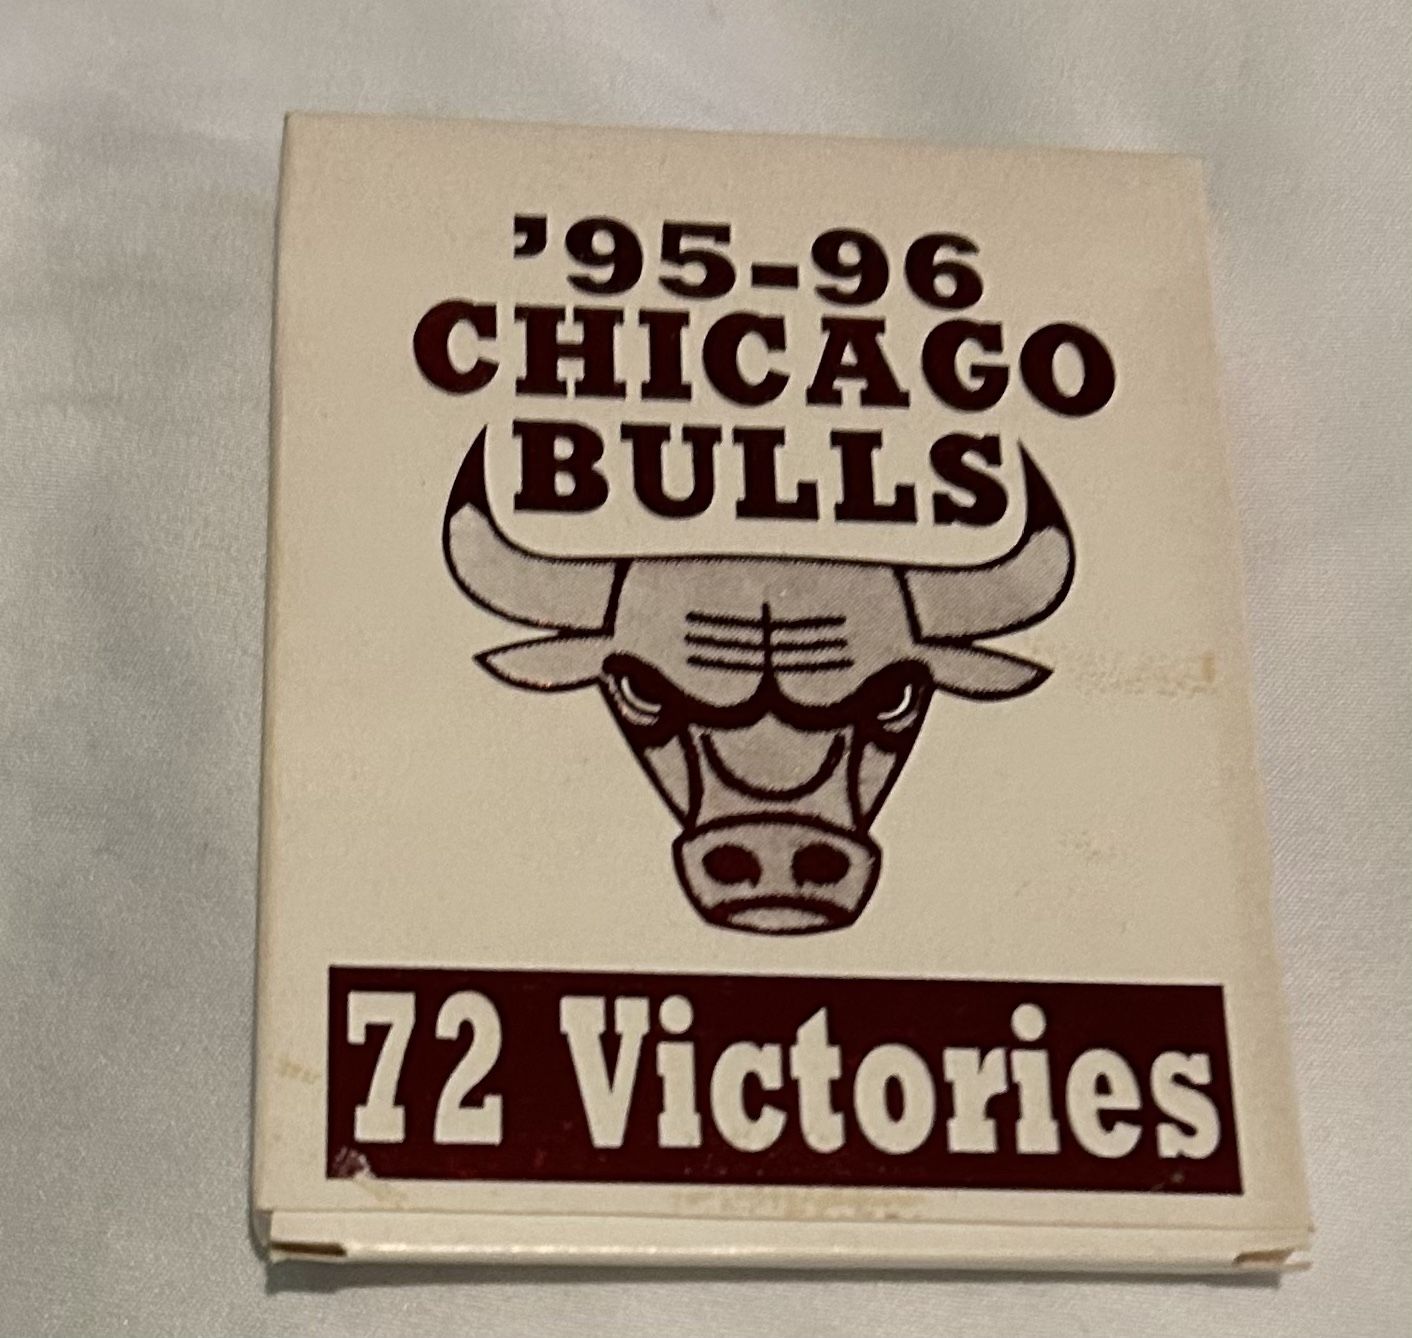 '95-96
CHICAGO
BULLS
72 Victories